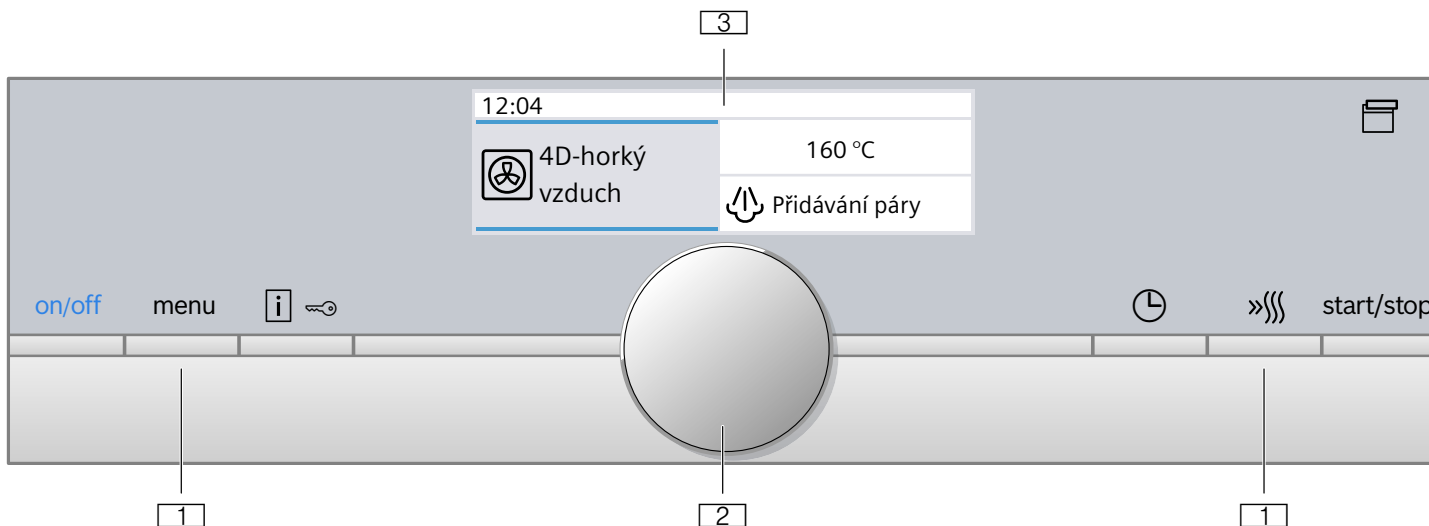 3
12:04
4D-horký
vzduch
160 °C
Přidávání páry
on/off menu i start/stop
1 2 1